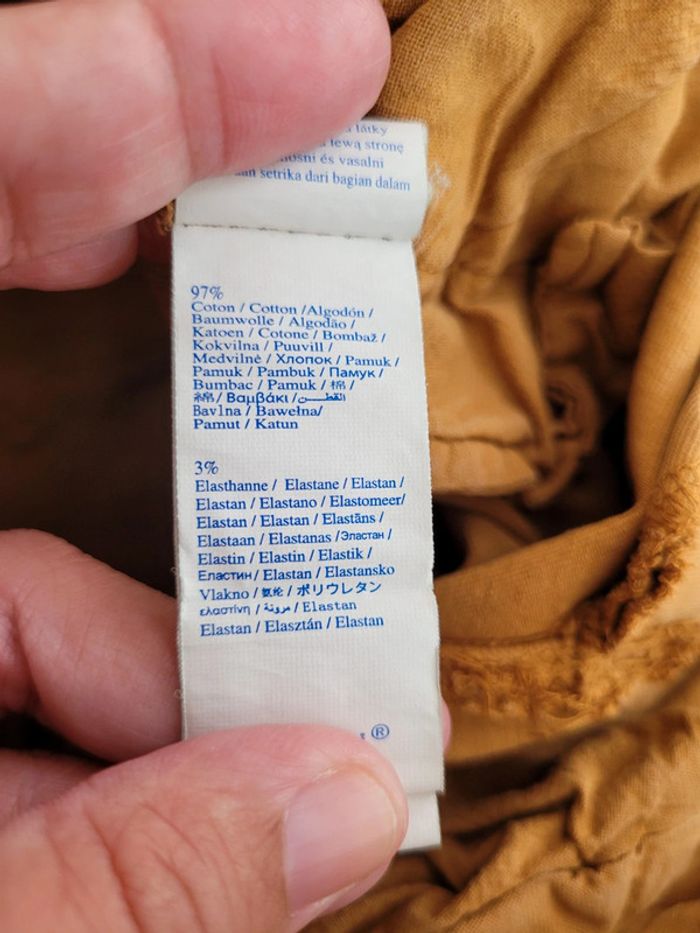 látky
lewą stronę
és vasalni
setrika dari bagian dalam
97%
Coton / Cotton /Algodón /
Baumwolle / Algodão /
Katoen / Cotone / Bombaž /
Kokvilna / Puuvill /
Medvilnė / Хлопок / Pamuk /
Pamuk / Pambuk / Памук /
Bumbac / Pamuk / 棉 /
綿 / Βαμβάκι / القطن
Bavlna / Bawełna/
Pamut / Katun
3%
Elasthanne / Elastane / Elastan /
Elastan / Elastano / Elastomeer/
Elastan / Elastan / Elastāns /
Elastaan / Elastanas /Эластан /
Elastin / Elastin / Elastik /
Еластин / Elastan / Elastansko
Vlakno / 氨纶 / ポリウレタン
ελαστίνη / مرونة / Elastan
Elastan / Elasztán / Elastan
®